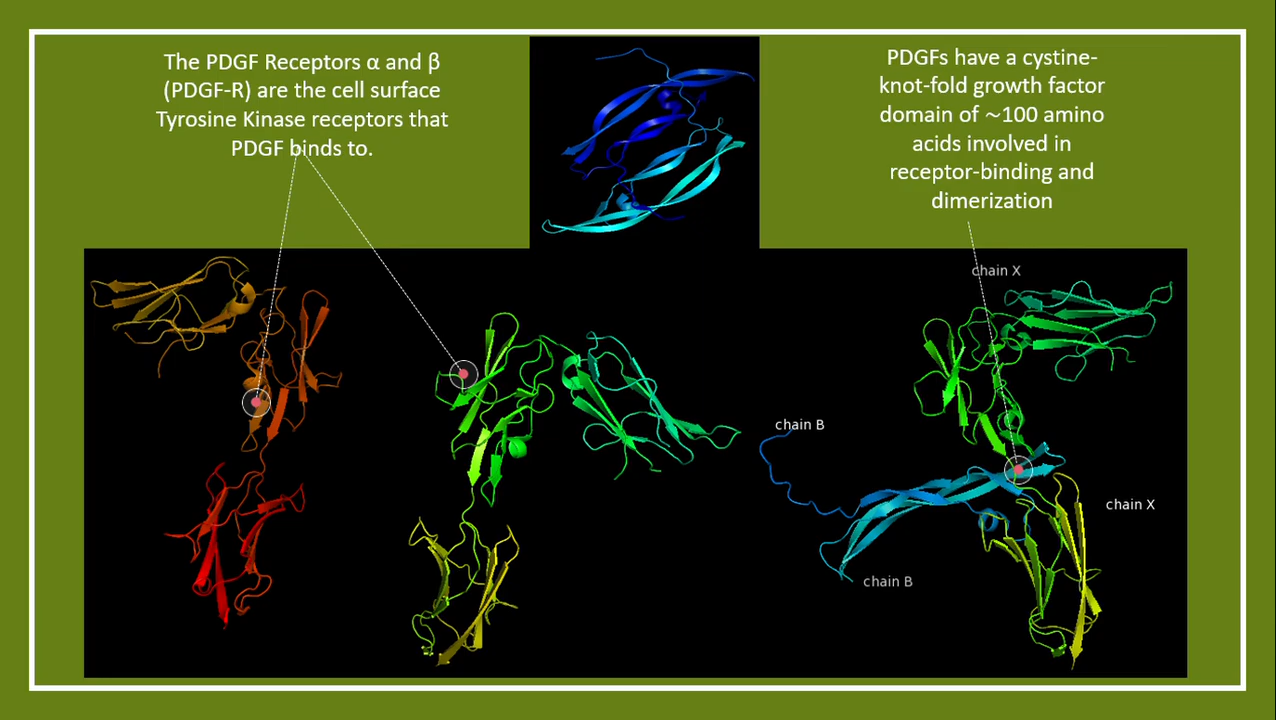 The PDGF Receptors α and β
(PDGF-R) are the cell surface
Tyrosine Kinase receptors that
PDGF binds to.
PDGFs have a cystine-
knot-fold growth factor
domain of ~100 amino
acids involved in
receptor-binding and
dimerization
chain X
chain B
chain X
chain B